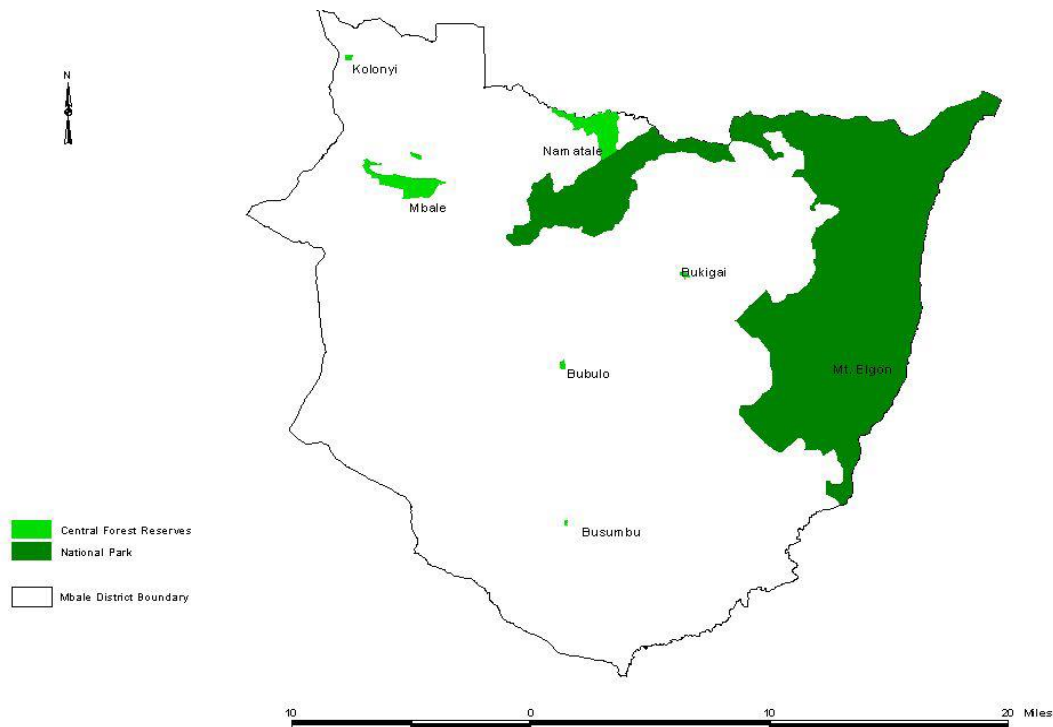 N
Kolonyi
Namatale
Mbale
Bukigai
Bubulo
Mt. Elgon
Busumbu
Central Forest Reserves
National Park
Mbale District Boundary
10 0 10 20 Miles